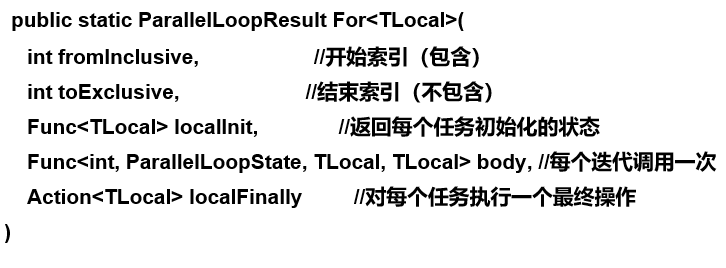 public static ParallelLoopResult For<TLocal>(
int fromInclusive, //开始索引（包含）
int toExclusive, //结束索引（不包含）
Func<TLocal> localInit, //返回每个任务初始化的状态
Func<int, ParallelLoopState, TLocal, TLocal> body, //每个迭代调用一次
Action<TLocal> localFinally //对每个任务执行一个最终操作
)